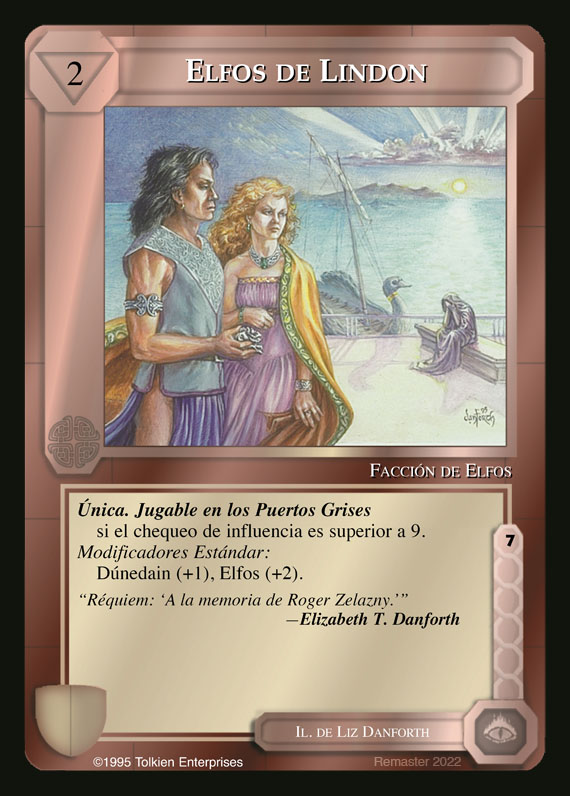 2
Elfos de Lindon
Danforth 95
Facción de Elfos
Única. Jugable en los Puertos Grises
si el chequeo de influencia es superior a 9.
Modificadores Estándar:
Dúnedain (+1), Elfos (+2).
“Réquiem: ‘A la memoria de Roger Zelazny.’”
—Elizabeth T. Danforth
7
Il. de Liz Danforth
©1995 Tolkien Enterprises
Remaster 2022